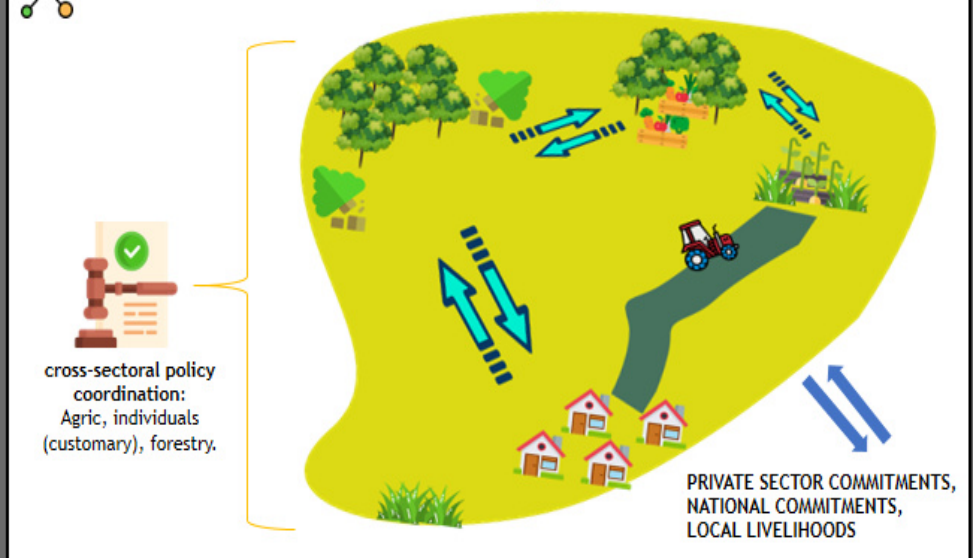 cross-sectoral policy
coordination:
Agric, individuals
(customary), forestry.
PRIVATE SECTOR COMMITMENTS,
NATIONAL COMMITMENTS,
LOCAL LIVELIHOODS